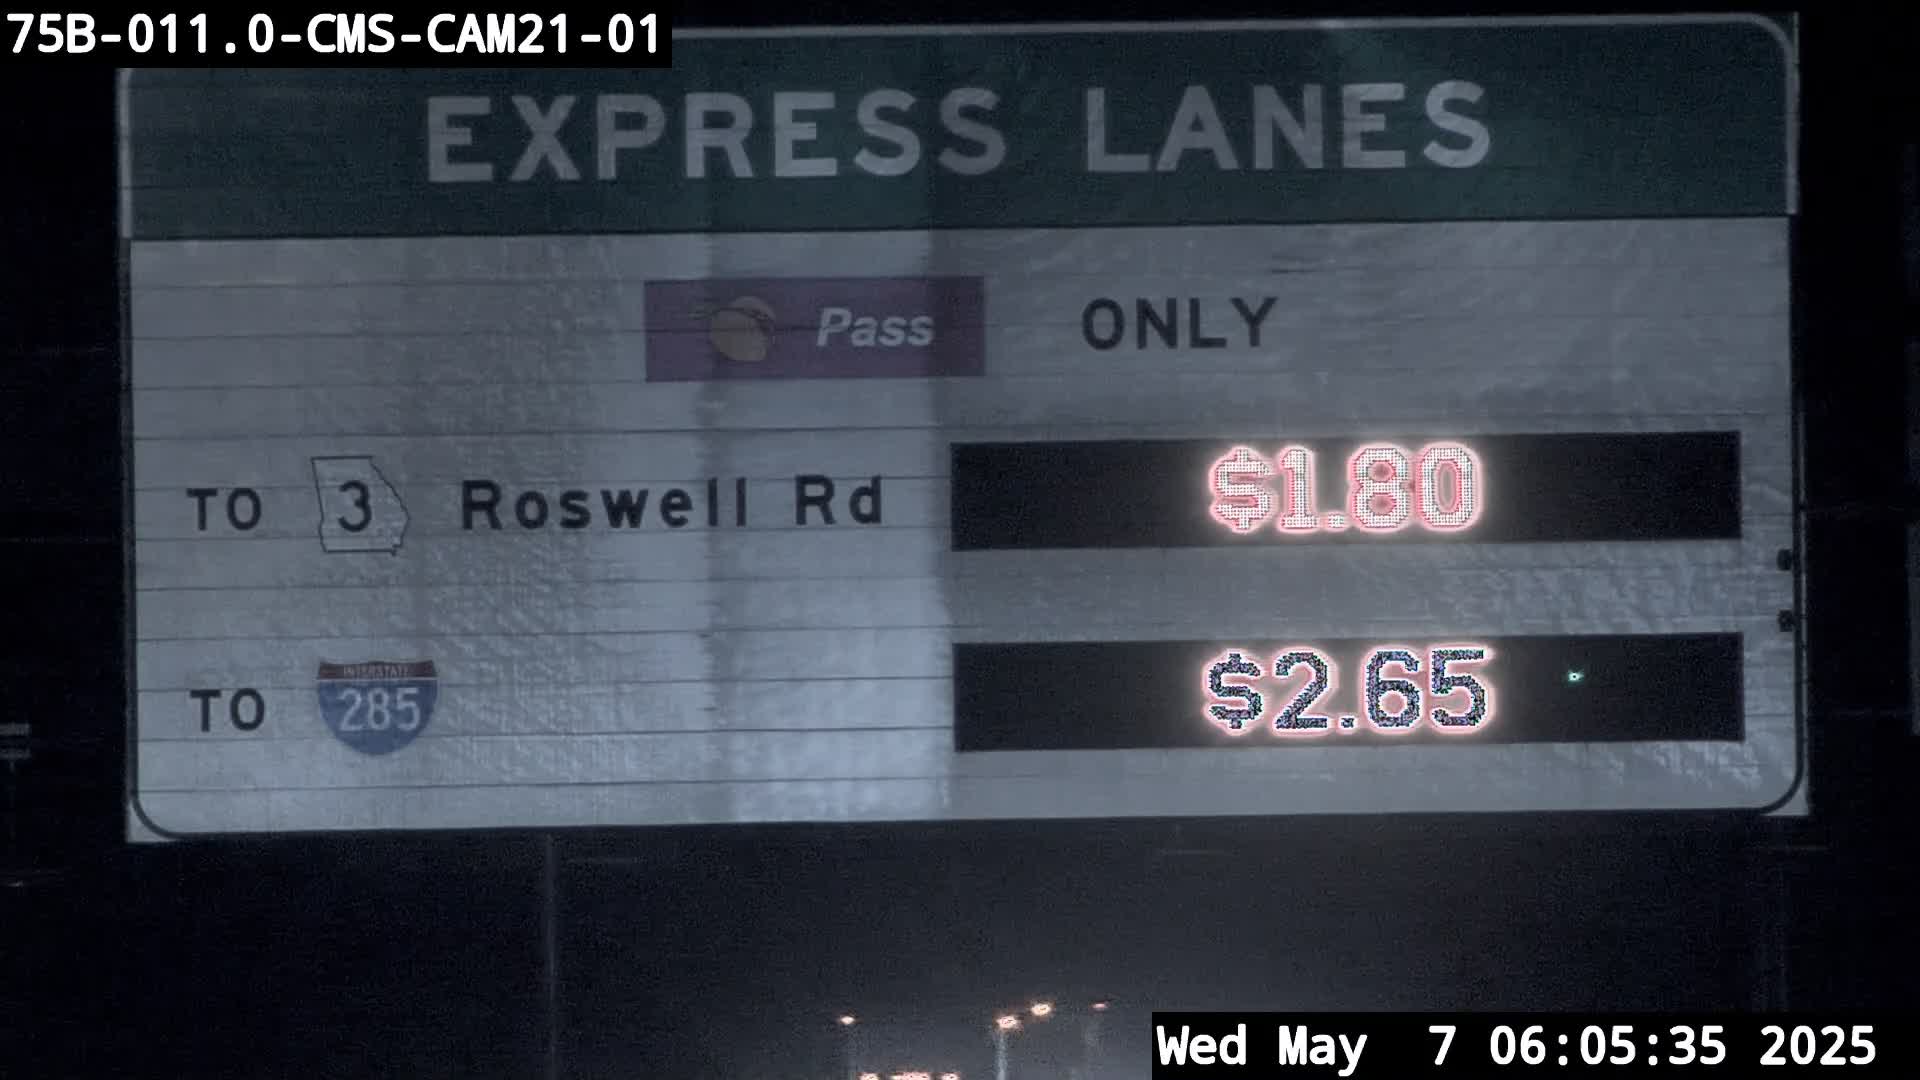 75B-011.0-CMS-CAM21-01
EXPRESS LANES
Pass ONLY
TO 3 Roswell Rd $1.80
TO INTERSTATE 285 $2.65
Wed May 7 06:05:35 2025